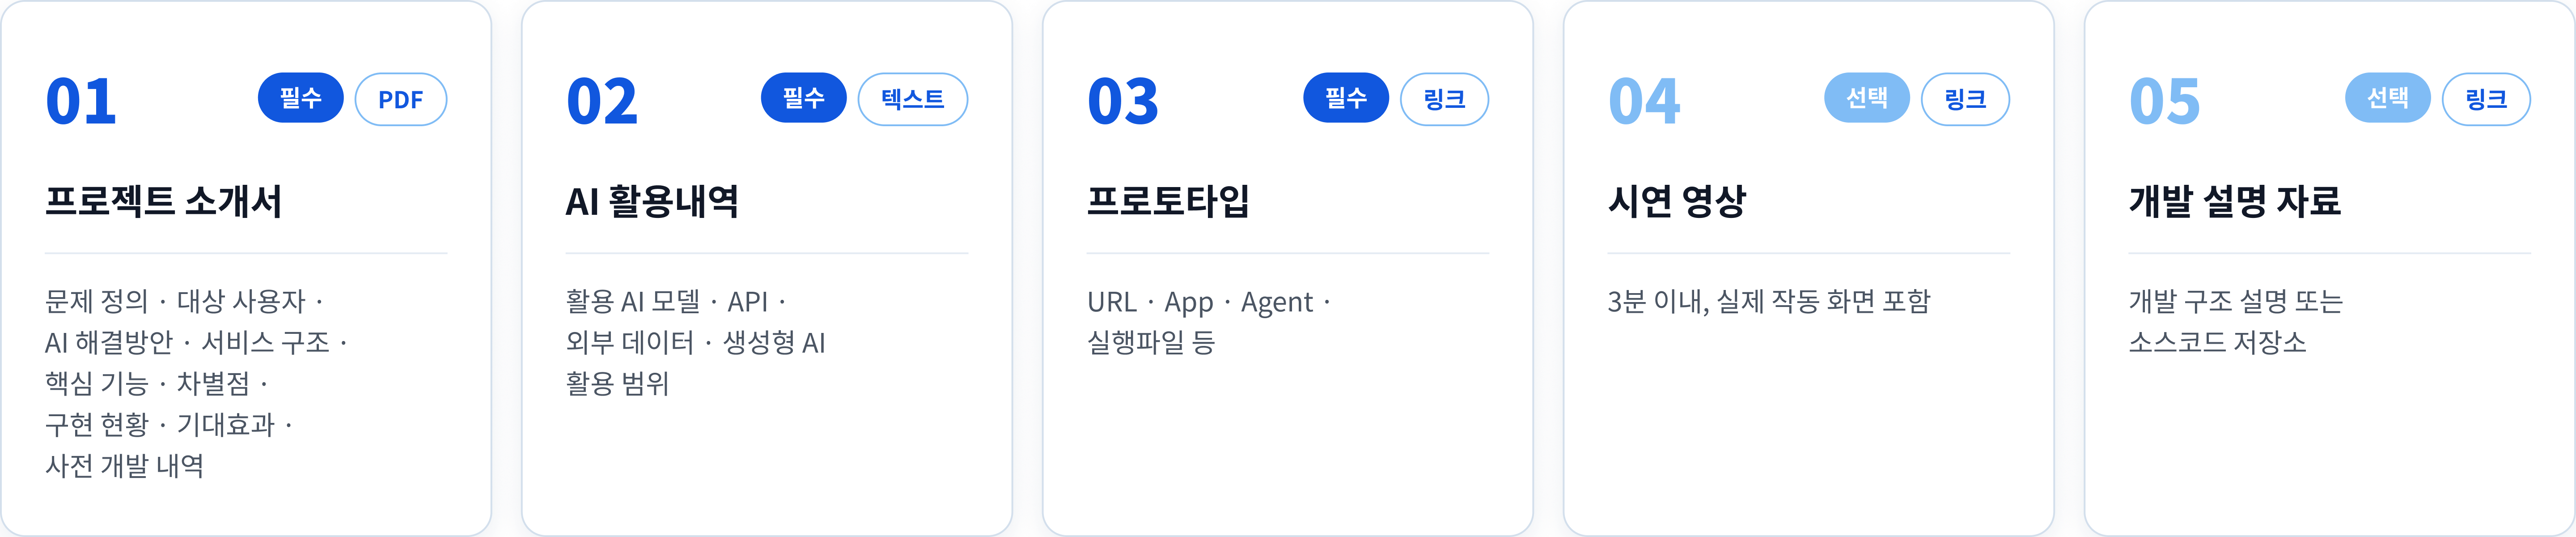 01 필수 PDF
프로젝트 소개서
문제 정의 · 대상 사용자 ·
AI 해결방안 · 서비스 구조 ·
핵심 기능 · 차별점 ·
구현 현황 · 기대효과 ·
사전 개발 내역
02 필수 텍스트
AI 활용내역
활용 AI 모델 · API ·
외부 데이터 · 생성형 AI
활용 범위
03 필수 링크
프로토타입
URL · App · Agent ·
실행파일 등
04 선택 링크
시연 영상
3분 이내, 실제 작동 화면 포함
05 선택 링크
개발 설명 자료
개발 구조 설명 또는
소스코드 저장소